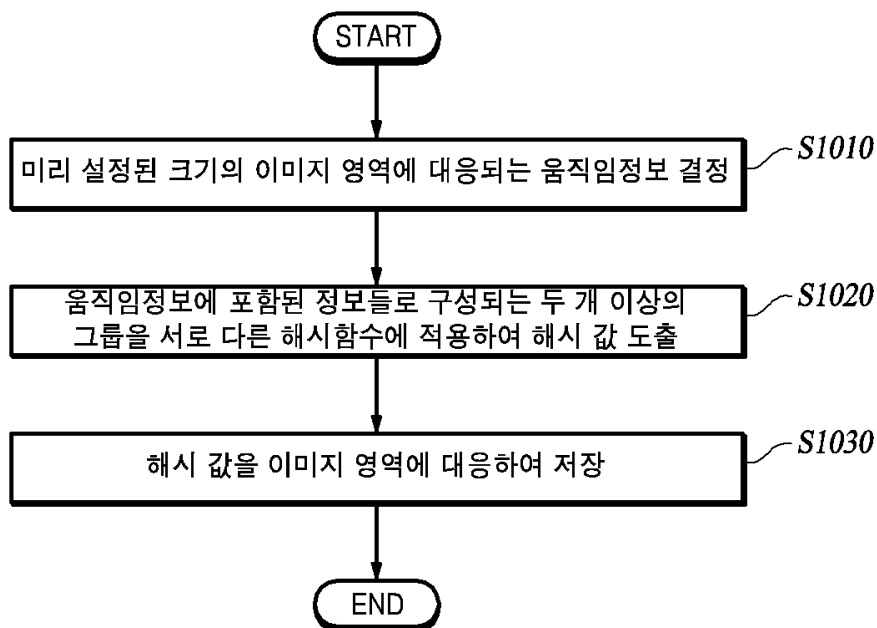 START
미리 설정된 크기의 이미지 영역에 대응되는 움직임정보 결정
S1010
움직임정보에 포함된 정보들로 구성되는 두 개 이상의
그룹을 서로 다른 해시함수에 적용하여 해시 값 도출
S1020
해시 값을 이미지 영역에 대응하여 저장
S1030
END